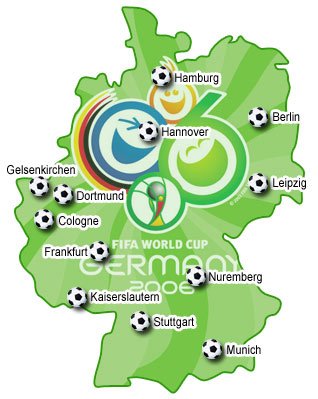 Hamburg
Berlin
Hannover
Gelsenkirchen
Leipzig
Dortmund
Cologne
FIFA WORLD CUP
Frankfurt
GERMANY
Nuremberg
2006
Kaiserslautern
Stuttgart
Munich